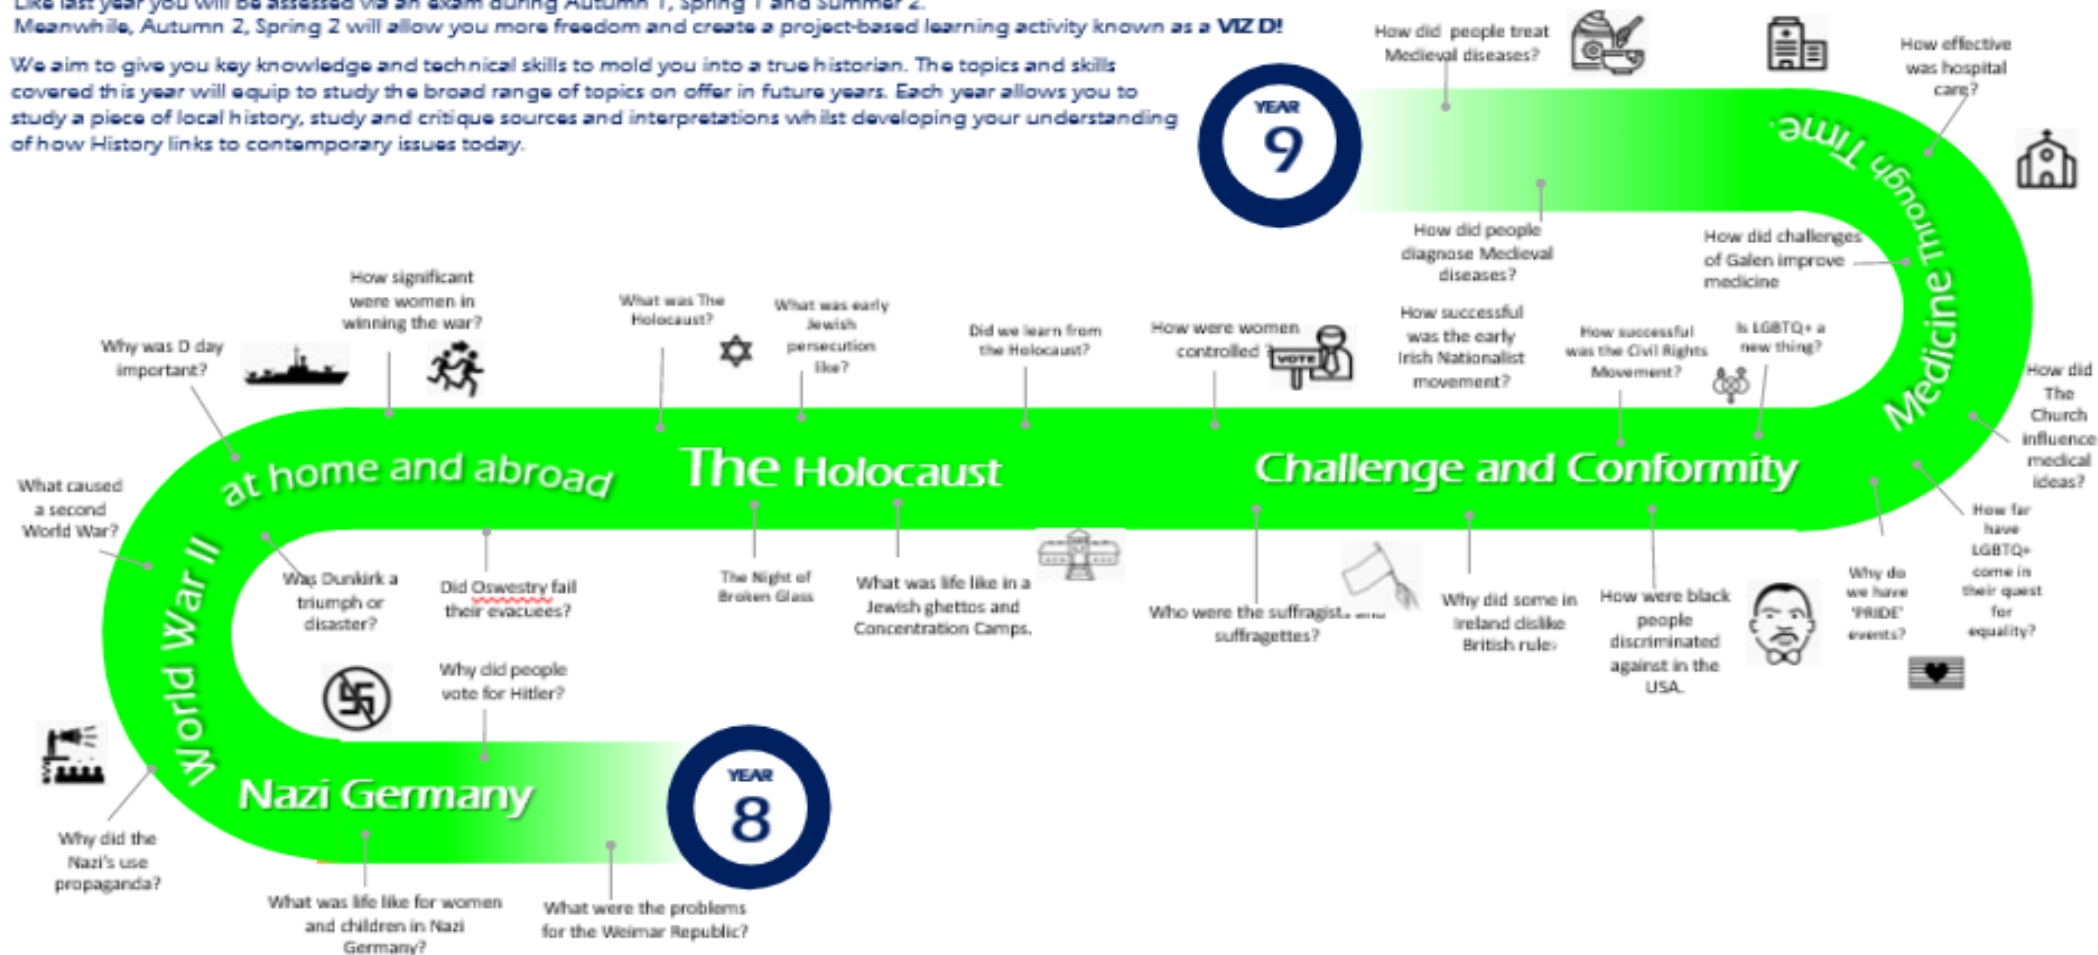 Like last year you will be assessed via an exam during Autumn 1, Spring 1 and Summer 2.
Meanwhile, Autumn 2, Spring 2 will allow you more freedom and create a project-based learning activity known as a VIZ D!
We aim to give you key knowledge and technical skills to mold you into a true historian. The topics and skills
covered this year will equip to study the broad range of topics on offer in future years. Each year allows you to
study a piece of local history, study and critique sources and interpretations whilst developing your understanding
of how History links to contemporary issues today.
YEAR
9
How did people treat
Medieval diseases?
How effective
was hospital
care?
How did people
diagnose Medieval
diseases?
How did challenges
of Galen improve
medicine
Medicine Through Time.
How did
The
Church
influence
medical
ideas?
How far
have
LGBTQ+
come in
their quest
for
equality?
Why do
we have
'PRIDE'
events?
Is LGBTQ+ a
new thing?
How successful
was the Civil Rights
Movement?
How successful
was the early
Irish Nationalist
movement?
How were women
controlled ?
VOTE
Challenge and Conformity
How were black
people
discriminated
against in the
USA.
Why did some in
Ireland dislike
British rule?
Who were the suffragists and
suffragettes?
Did we learn from
the Holocaust?
What was early
Jewish
persecution
like?
What was The
Holocaust?
The Holocaust
What was life like in a
Jewish ghettos and
Concentration Camps.
The Night of
Broken Glass
How significant
were women in
winning the war?
Why was D day
important?
What caused
a second
World War?
World War II at home and abroad
Was Dunkirk a
triumph or
disaster?
Did Oswestry fail
their evacuees?
Why did people
vote for Hitler?
Nazi Germany
YEAR
8
Why did the
Nazi's use
propaganda?
What was life like for women
and children in Nazi
Germany?
What were the problems
for the Weimar Republic?